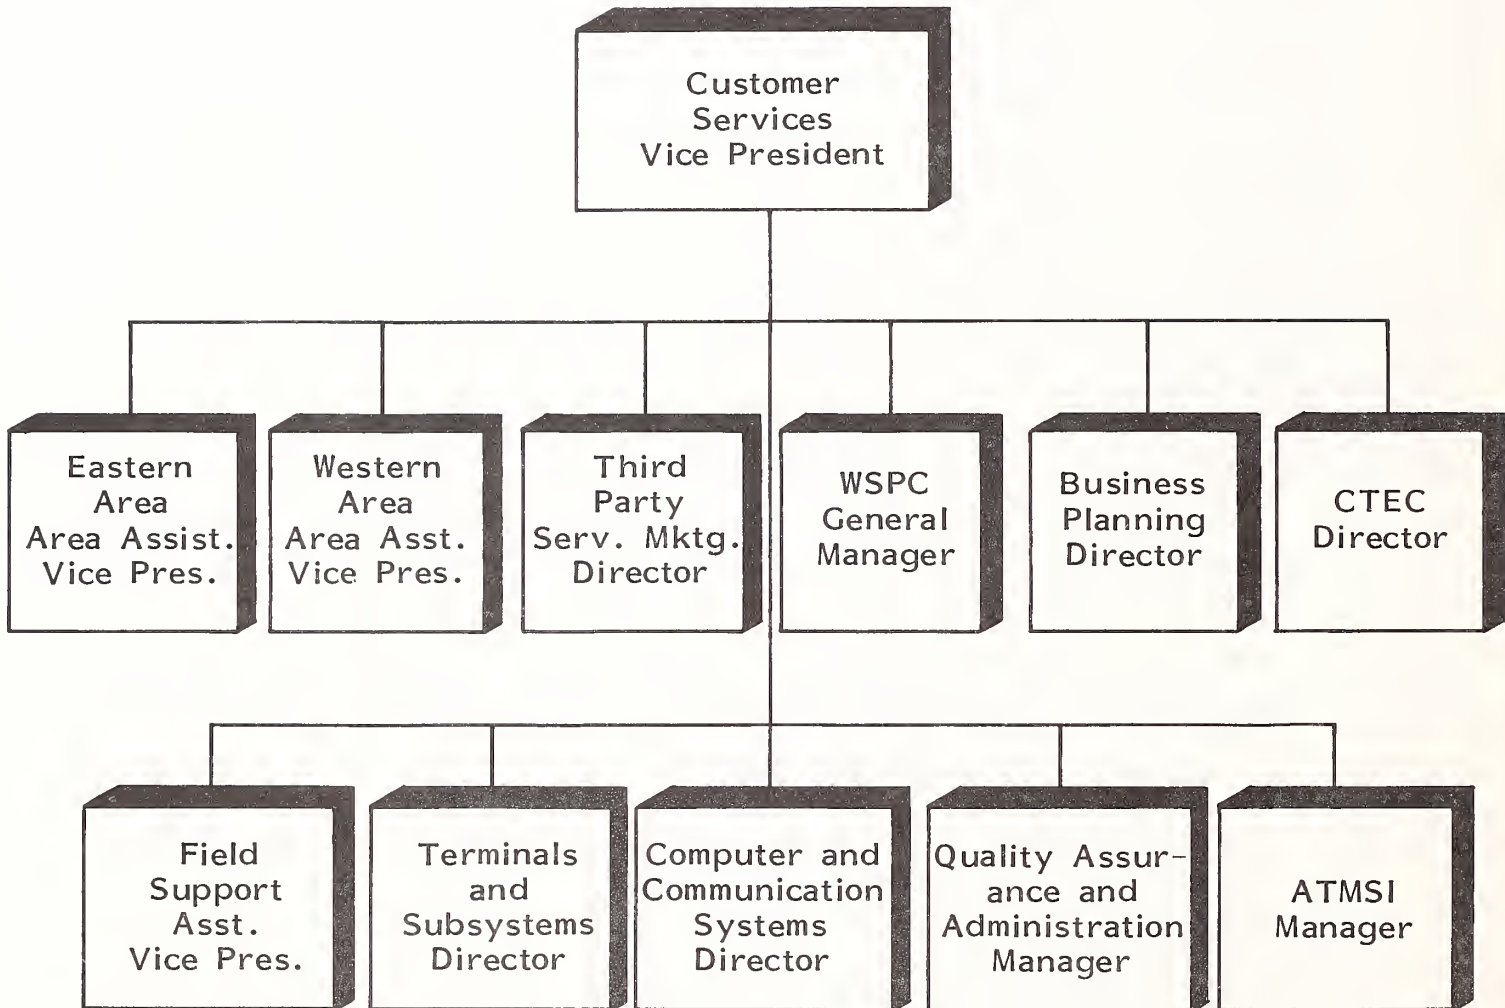 Customer
Services
Vice President
Eastern
Area
Area Assist.
Vice Pres.
Western
Area
Area Asst.
Vice Pres.
Third
Party
Serv. Mktg.
Director
WSPC
General
Manager
Business
Planning
Director
CTEC
Director
Field
Support
Asst.
Vice Pres.
Terminals
and
Subsystems
Director
Computer and
Communication
Systems
Director
Quality Assur-
ance and
Administration
Manager
ATMSI
Manager